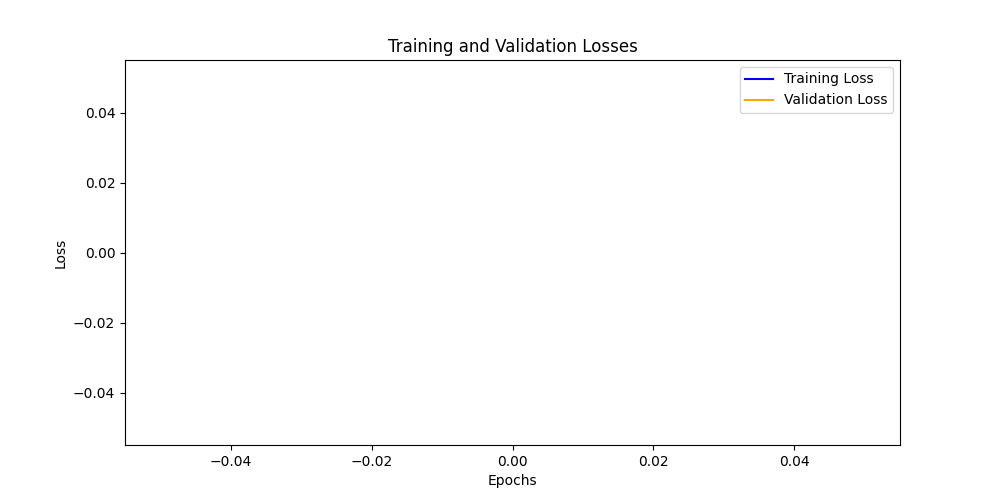 Training and Validation Losses
Training Loss
Validation Loss
0.04
0.02
0.00
−0.02
−0.04
Loss
−0.04
−0.02
0.00
0.02
0.04
Epochs